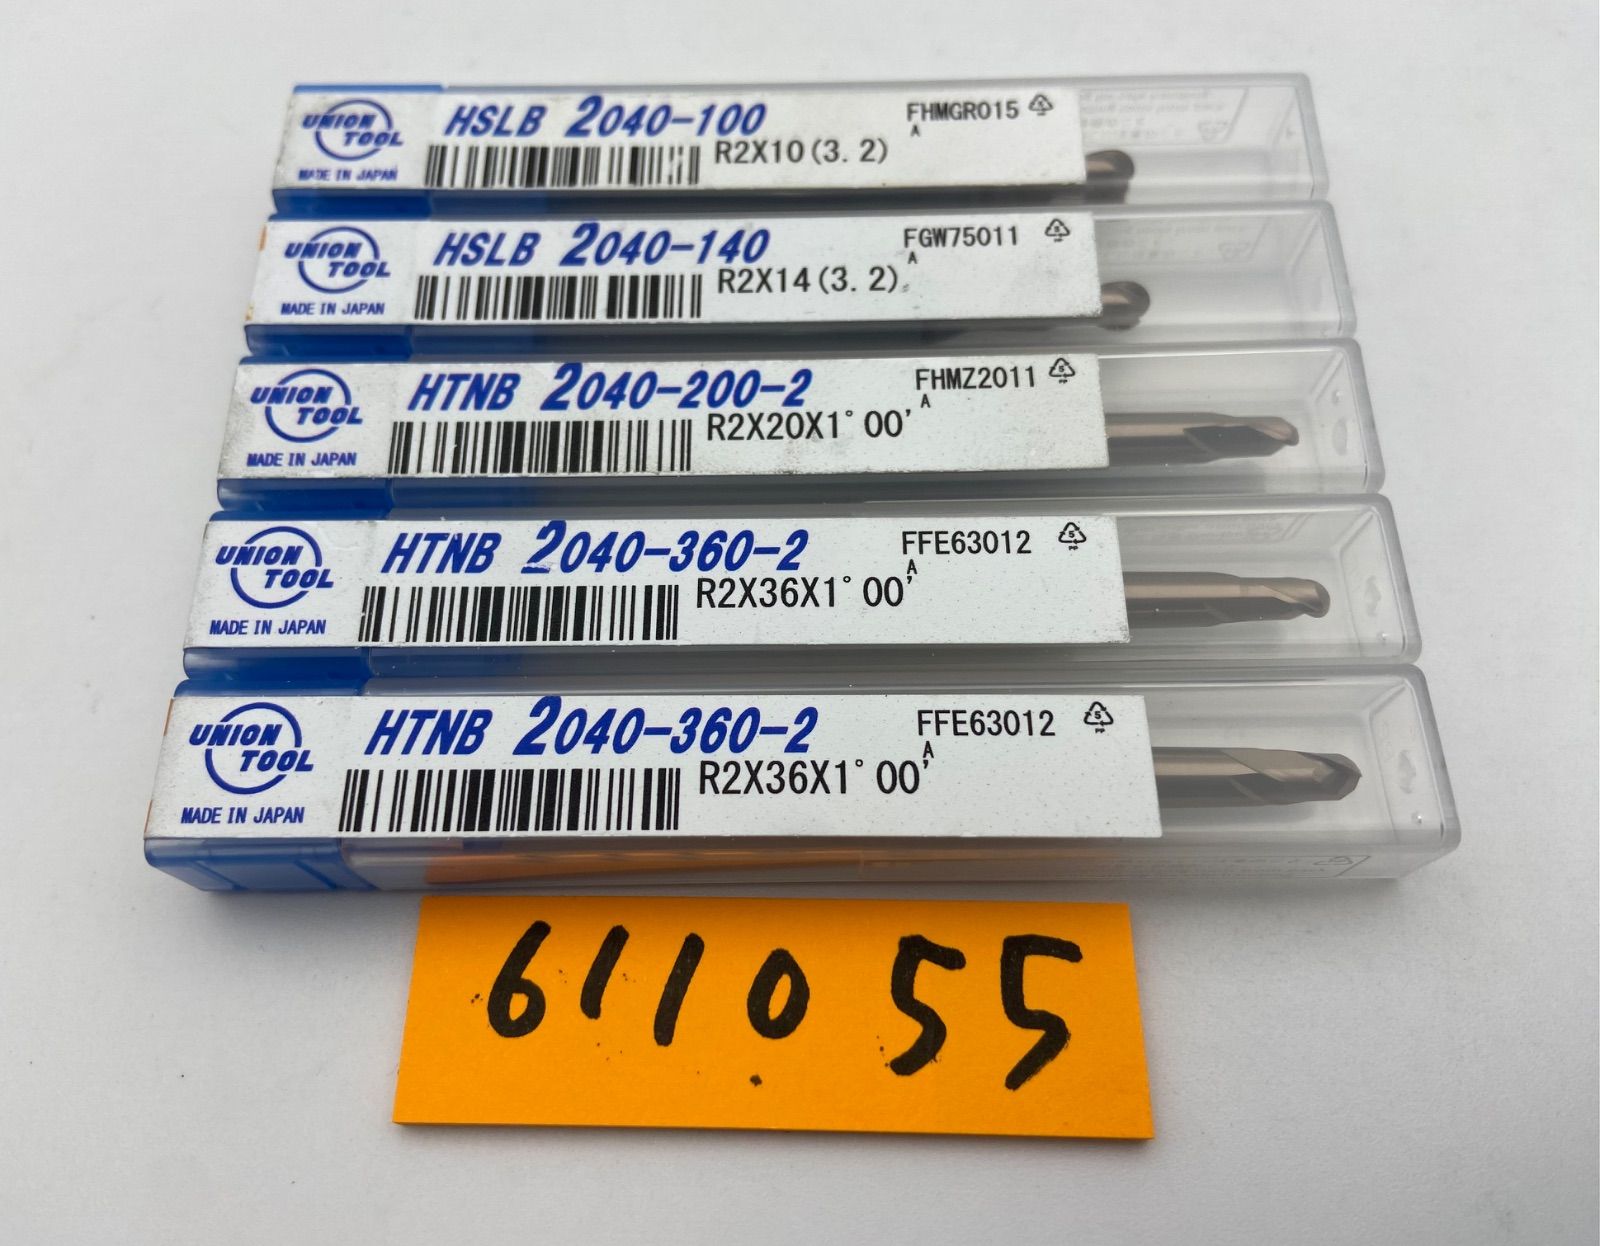 UNION TOOL
MADE IN JAPAN
HSLB 2040-100
R2X10(3.2)
FHMGR015
A
UNION TOOL
MADE IN JAPAN
HSLB 2040-140
R2X14(3.2)
FGW75011
A
UNION TOOL
MADE IN JAPAN
HTNB 2040-200-2
R2X20X1°00'
FHMZ2011
A
UNION TOOL
MADE IN JAPAN
HTNB 2040-360-2
R2X36X1°00'
FFE63012
A
UNION TOOL
MADE IN JAPAN
HTNB 2040-360-2
R2X36X1°00'
FFE63012
A
611055